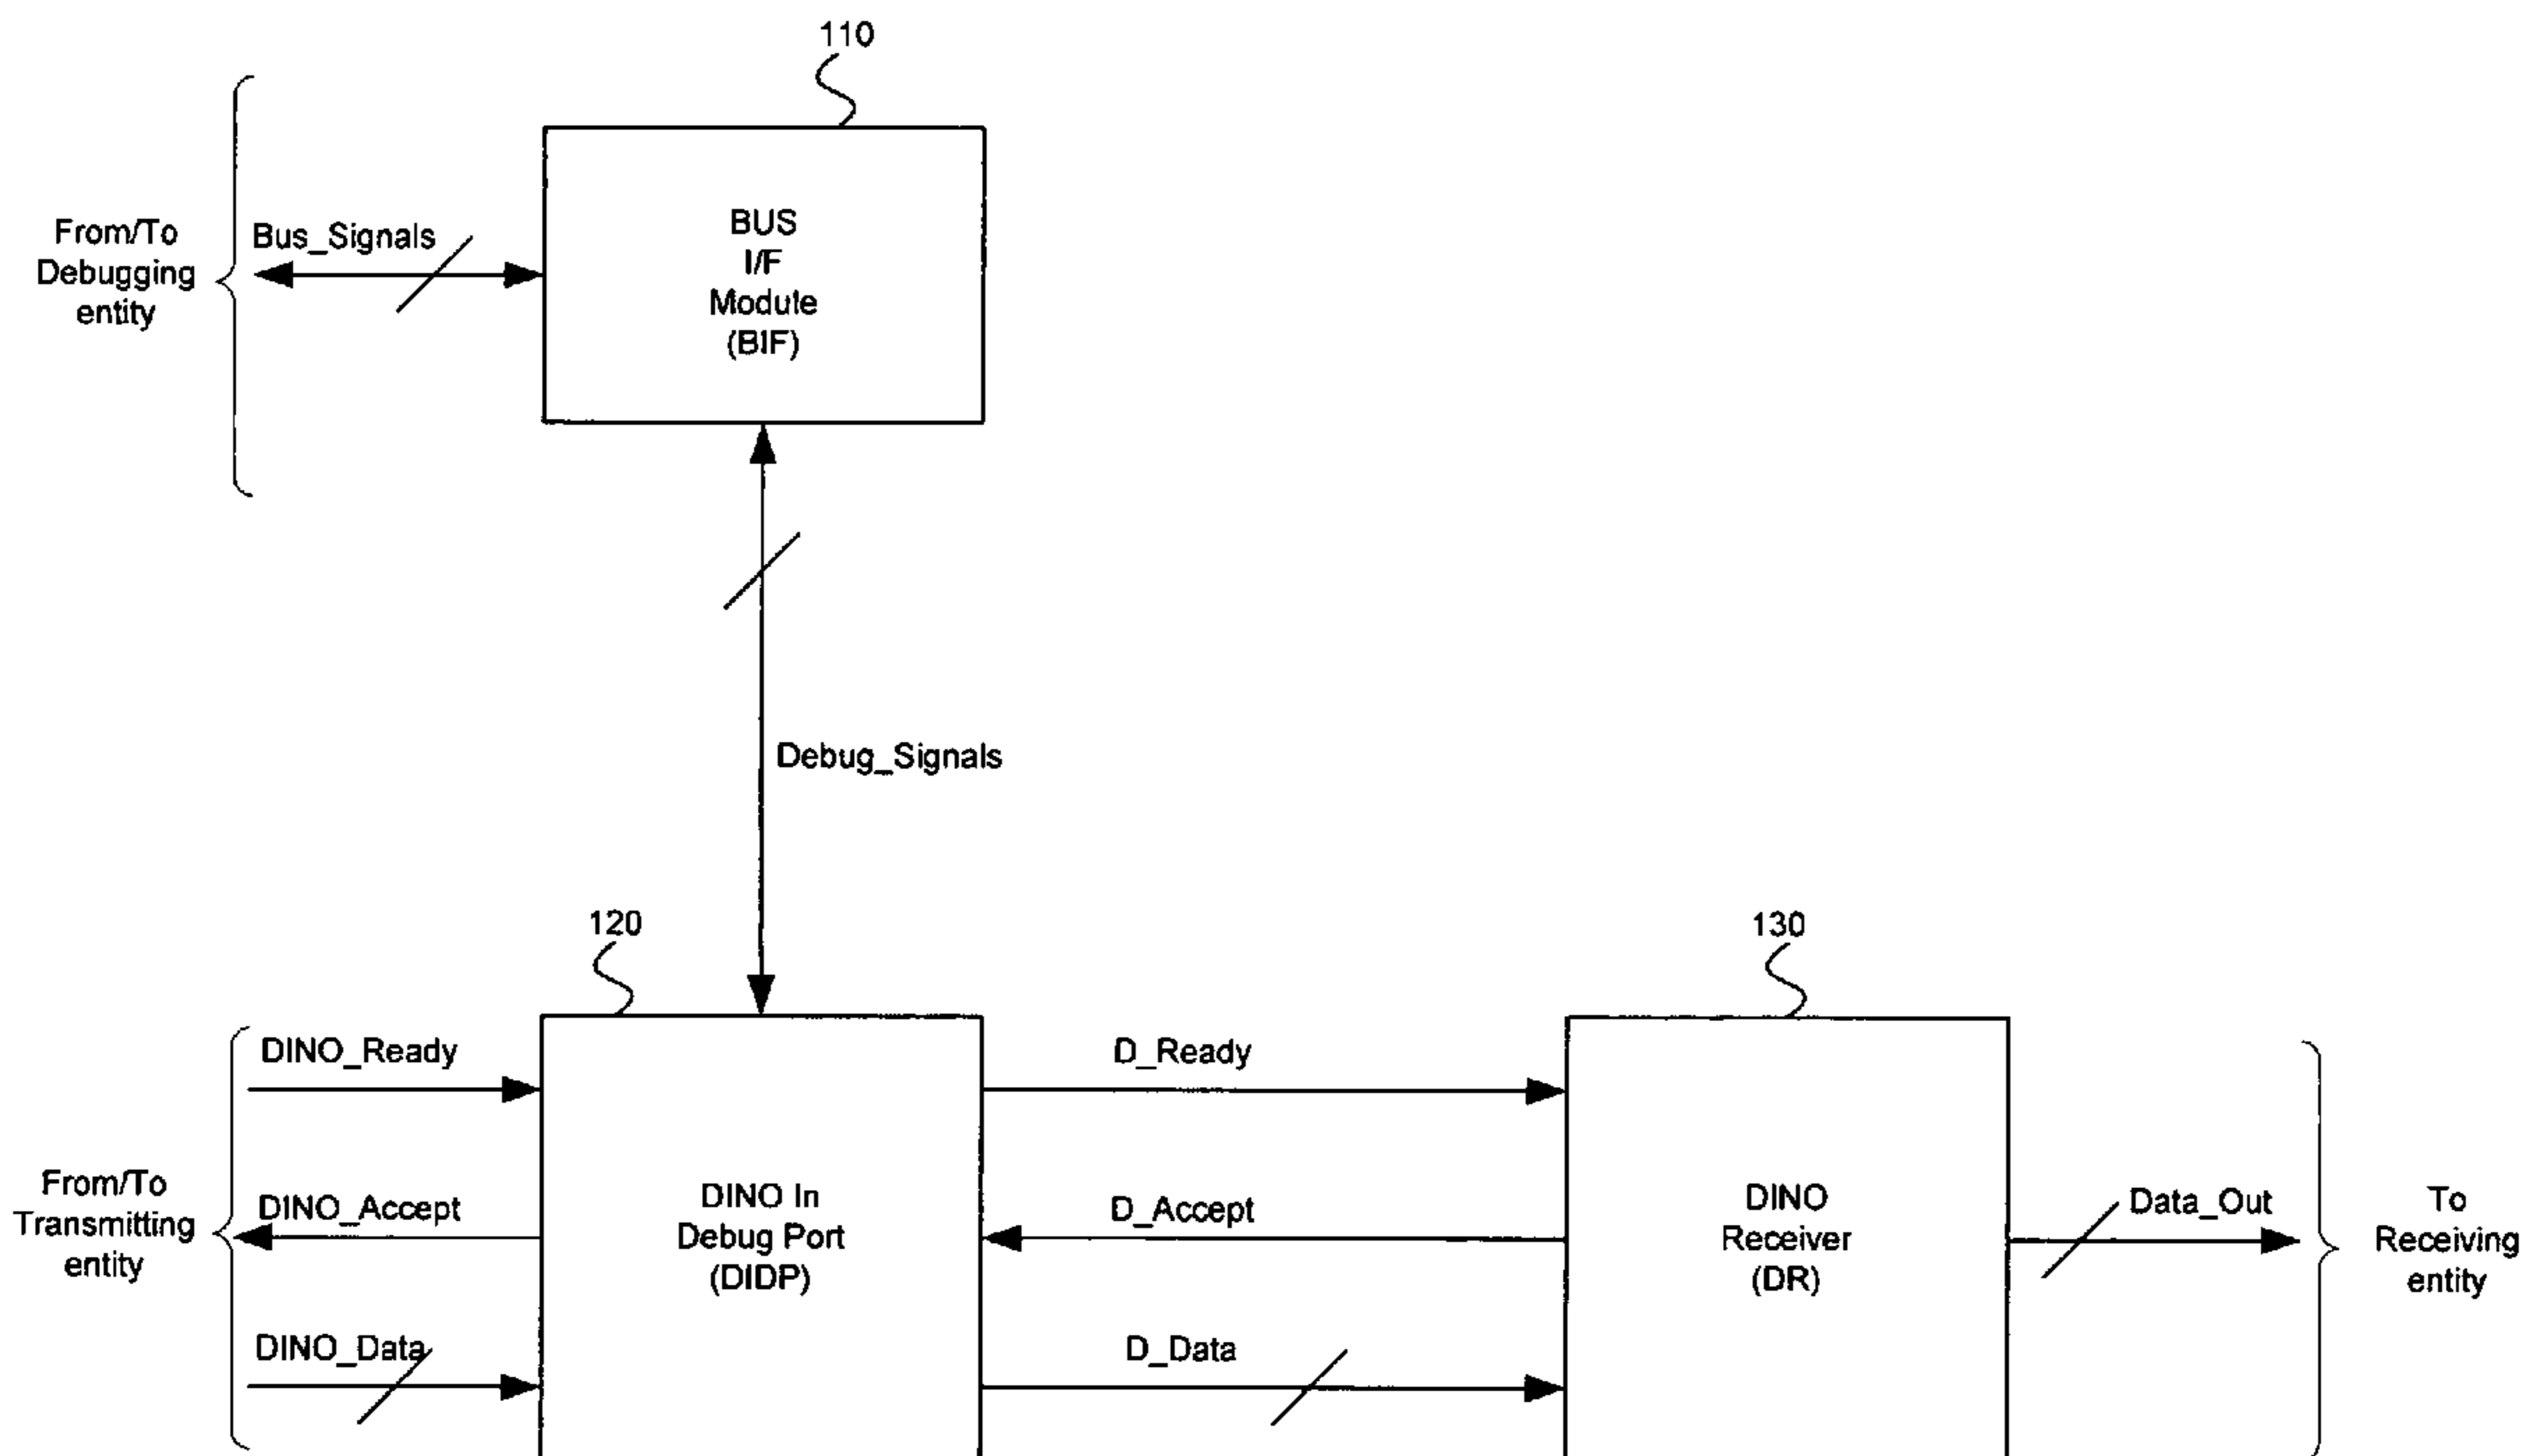 110
From/To
Debugging
entity
Bus_Signals
BUS
I/F
Module
(BIF)
Debug_Signals
120
130
From/To
Transmitting
entity
DINO_Ready
DINO_Accept
DINO_Data
DINO In
Debug Port
(DIDP)
D_Ready
D_Accept
D_Data
DINO
Receiver
(DR)
Data_Out
To
Receiving
entity